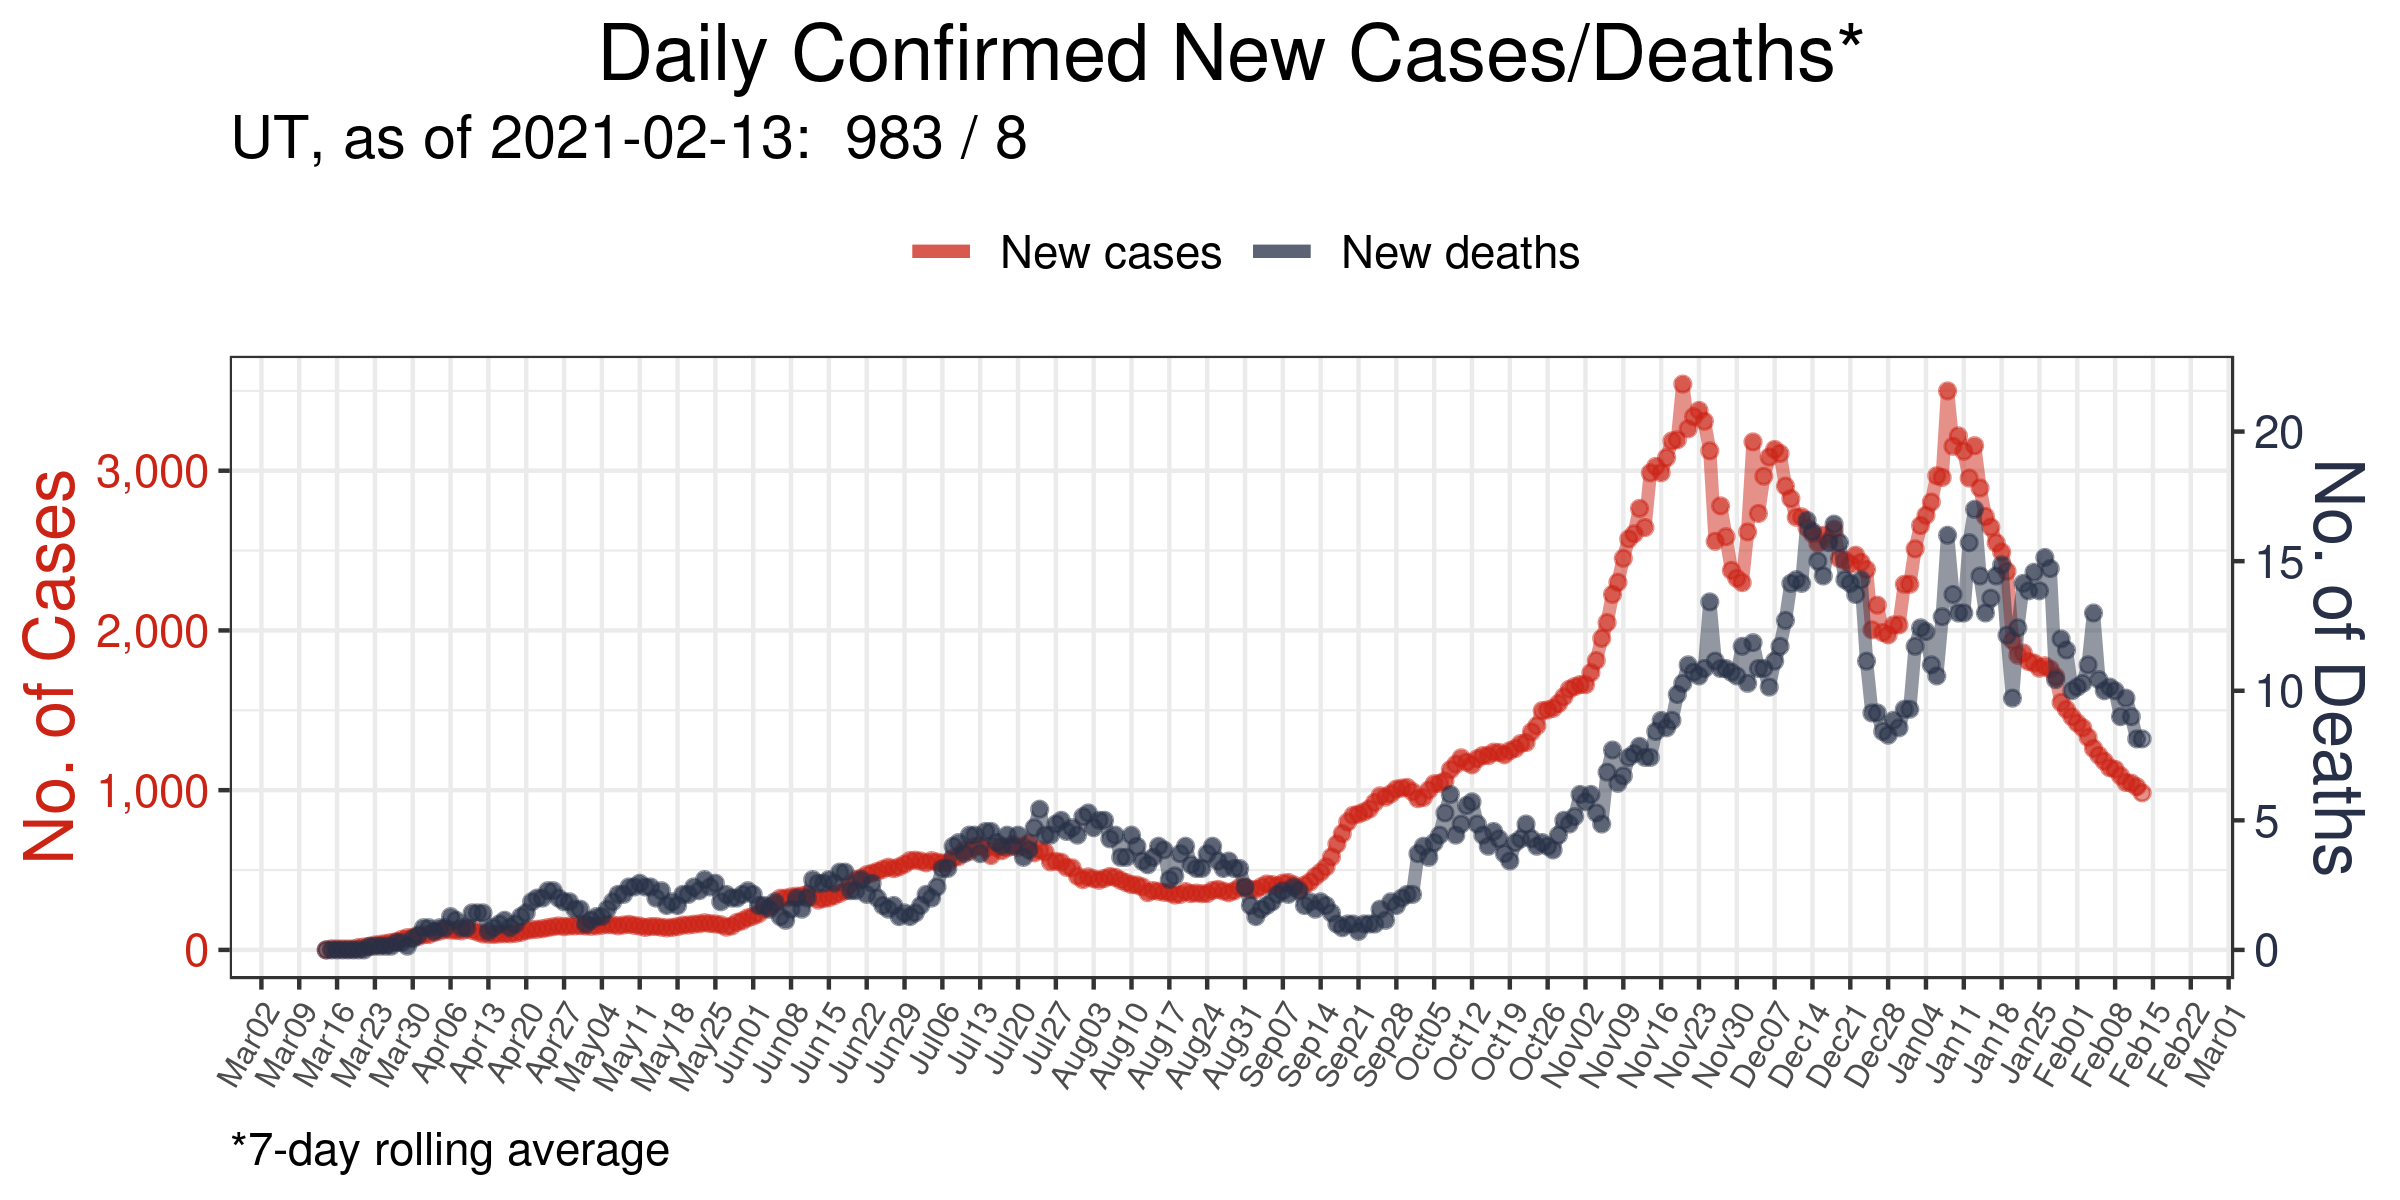 Daily Confirmed New Cases/Deaths*
UT, as of 2021-02-13:  983 / 8
New cases
New deaths
No. of Cases
3,000
2,000
1,000
0
20
15
10
5
0
No. of Deaths
Mar02
Mar09
Mar16
Mar23
Mar30
Apr06
Apr13
Apr20
Apr27
May04
May11
May18
May25
Jun01
Jun08
Jun15
Jun22
Jun29
Jul06
Jul13
Jul20
Jul27
Aug03
Aug10
Aug17
Aug24
Aug31
Sep07
Sep14
Sep21
Sep28
Oct05
Oct12
Oct19
Oct26
Nov02
Nov09
Nov16
Nov23
Nov30
Dec07
Dec14
Dec21
Dec28
Jan04
Jan11
Jan18
Jan25
Feb01
Feb08
Feb15
Feb22
Mar01
*7-day rolling average